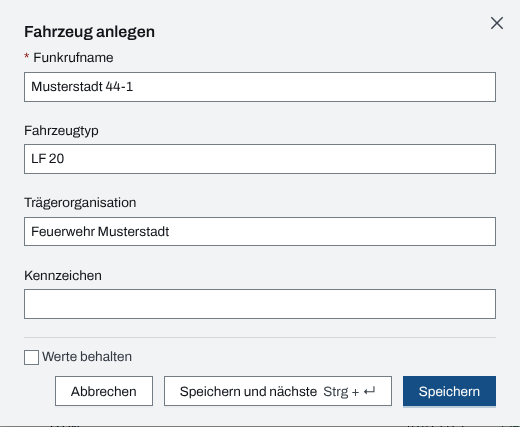 Fahrzeug anlegen
* Funkrufname
Musterstadt 44-1
Fahrzeugtyp
LF 20
Trägerorganisation
Feuerwehr Musterstadt
Kennzeichen
Werte behalten
Abbrechen
Speichern und nächste Strg + ↵
Speichern